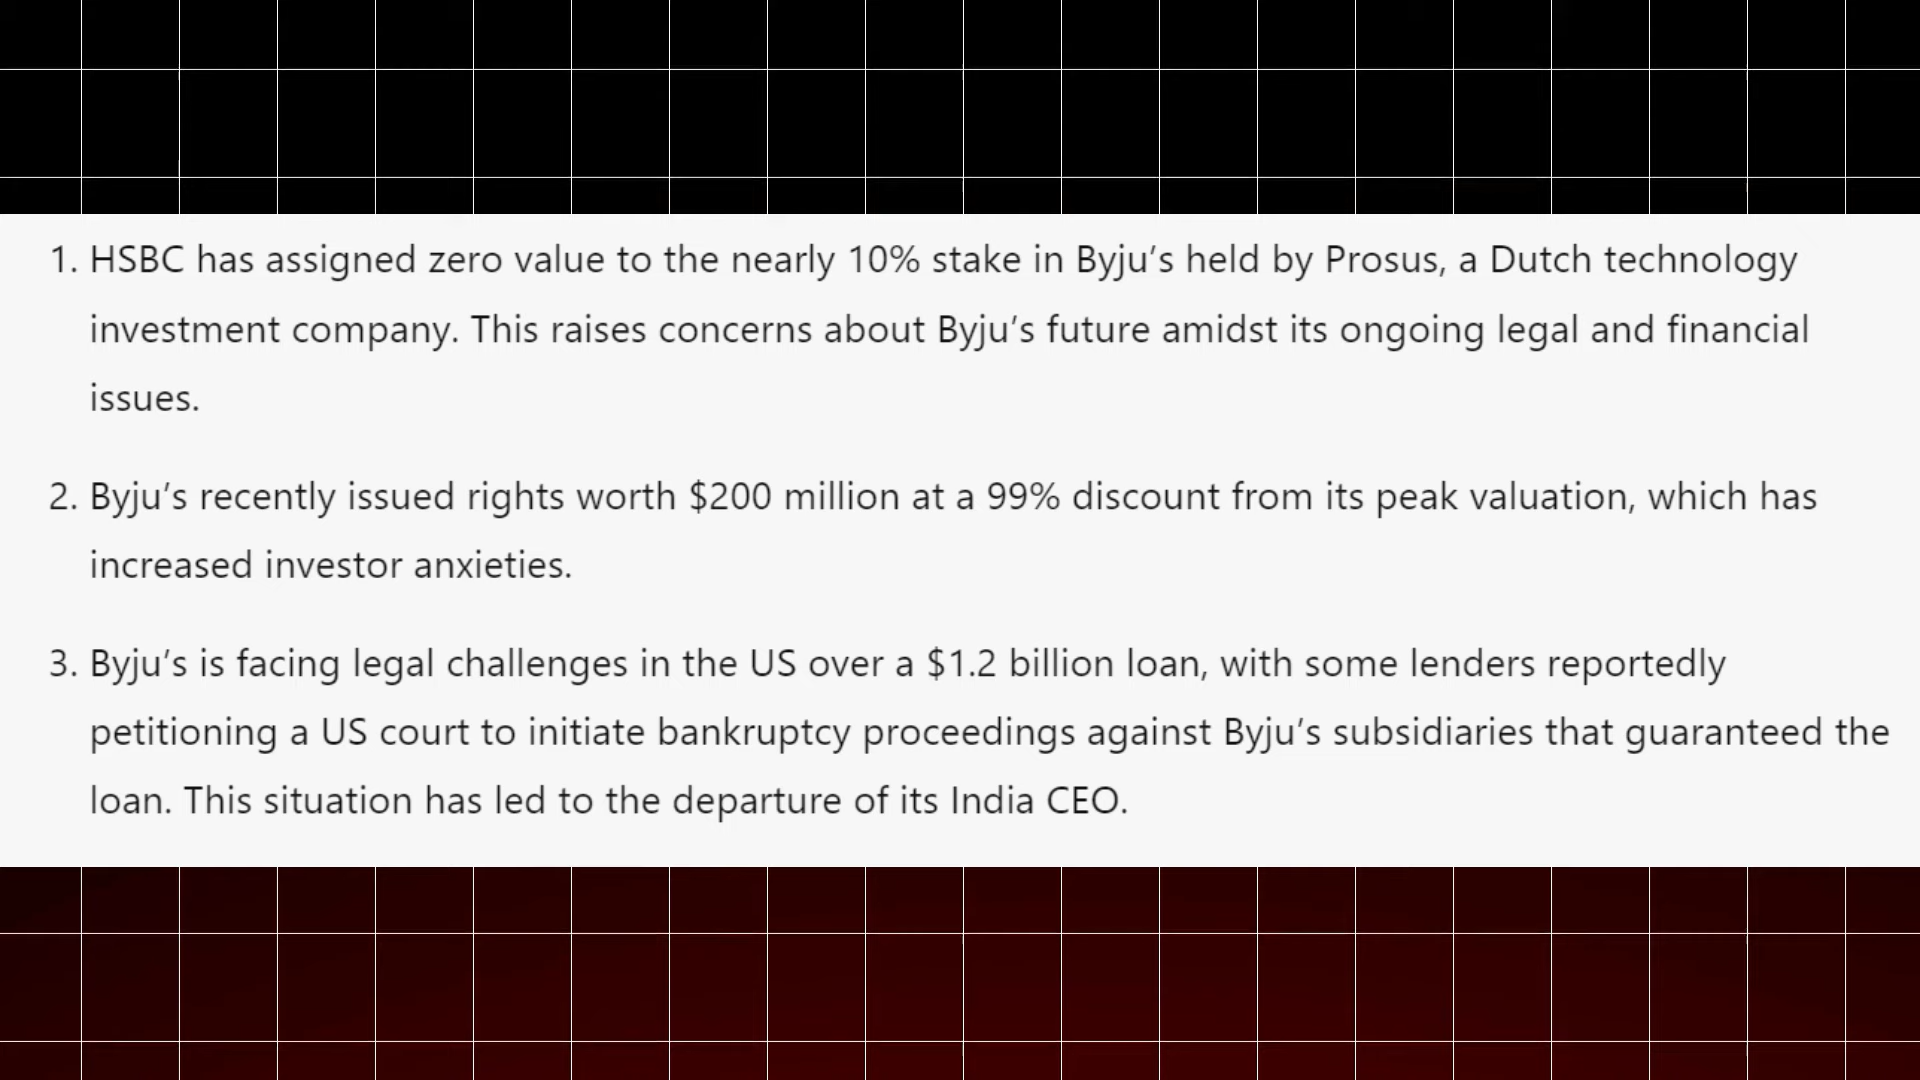 1. HSBC has assigned zero value to the nearly 10% stake in Byju’s held by Prosus, a Dutch technology
investment company. This raises concerns about Byju’s future amidst its ongoing legal and financial
issues.
2. Byju’s recently issued rights worth $200 million at a 99% discount from its peak valuation, which has
increased investor anxieties.
3. Byju’s is facing legal challenges in the US over a $1.2 billion loan, with some lenders reportedly
petitioning a US court to initiate bankruptcy proceedings against Byju’s subsidiaries that guaranteed the
loan. This situation has led to the departure of its India CEO.